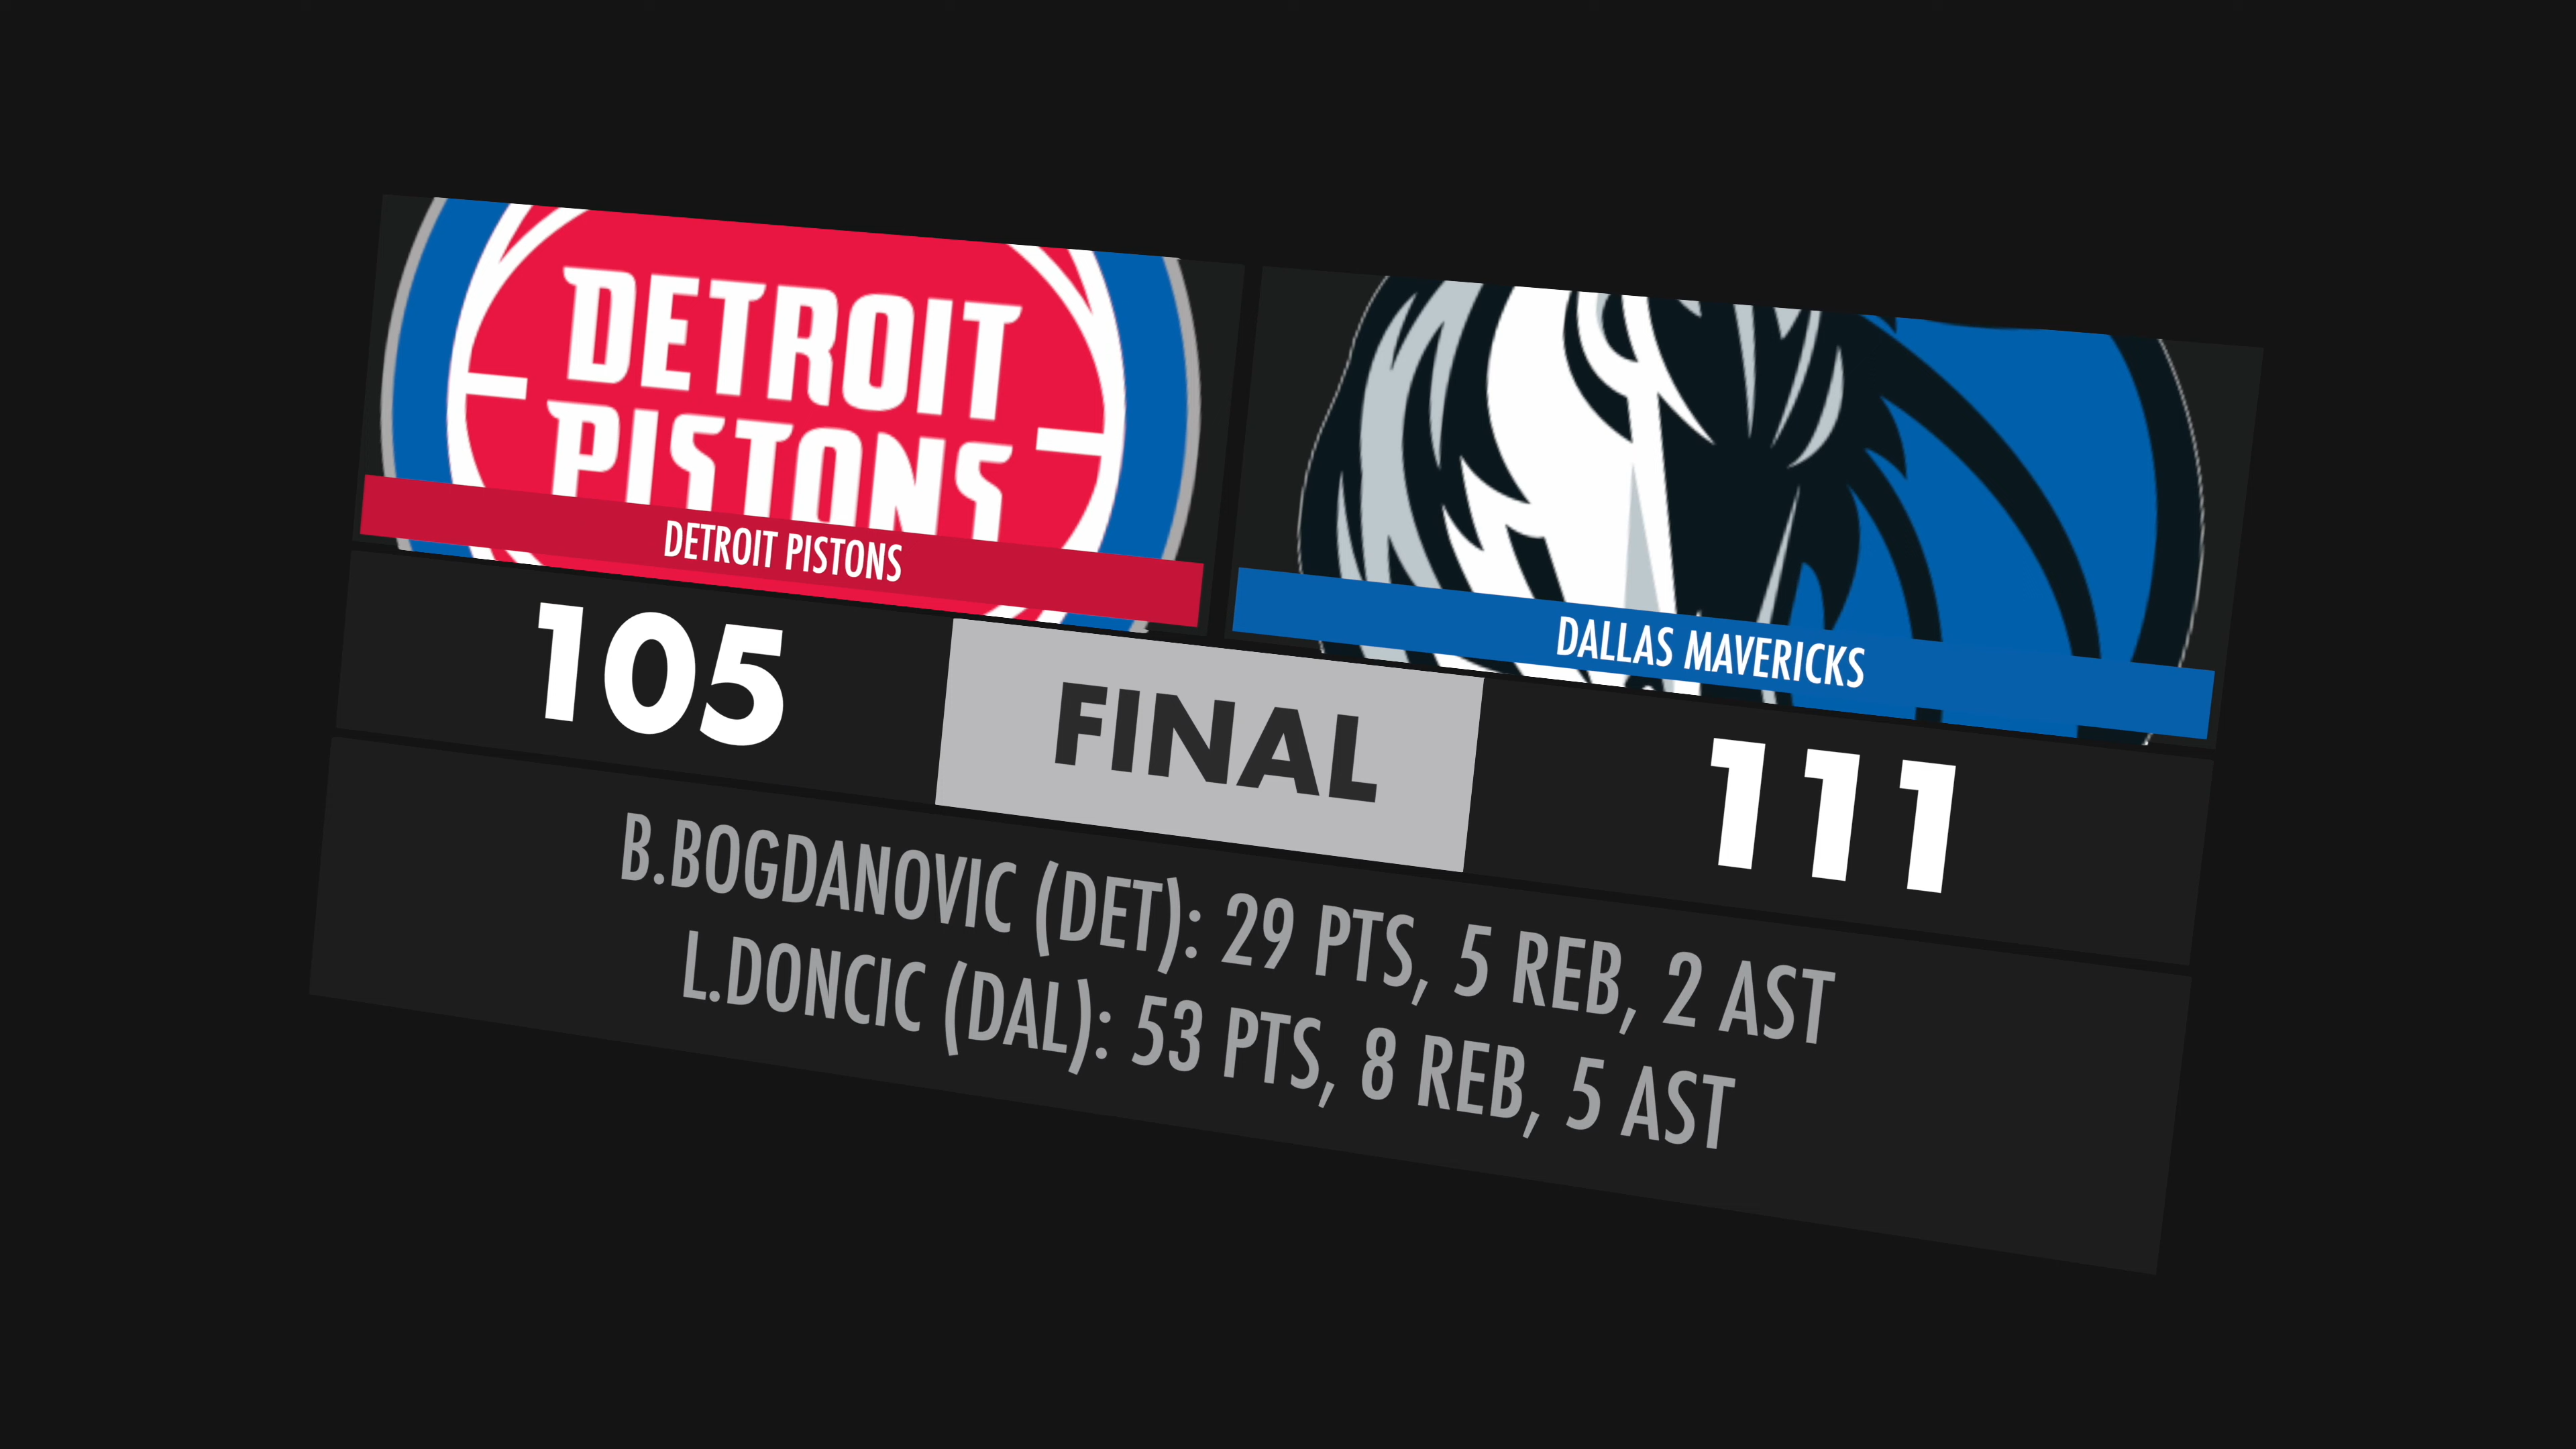 DETROIT
PISTONS
DETROIT PISTONS
DALLAS MAVERICKS
105
FINAL
111
B.BOGDANOVIC (DET): 29 PTS, 5 REB, 2 AST
L.DONCIC (DAL): 53 PTS, 8 REB, 5 AST